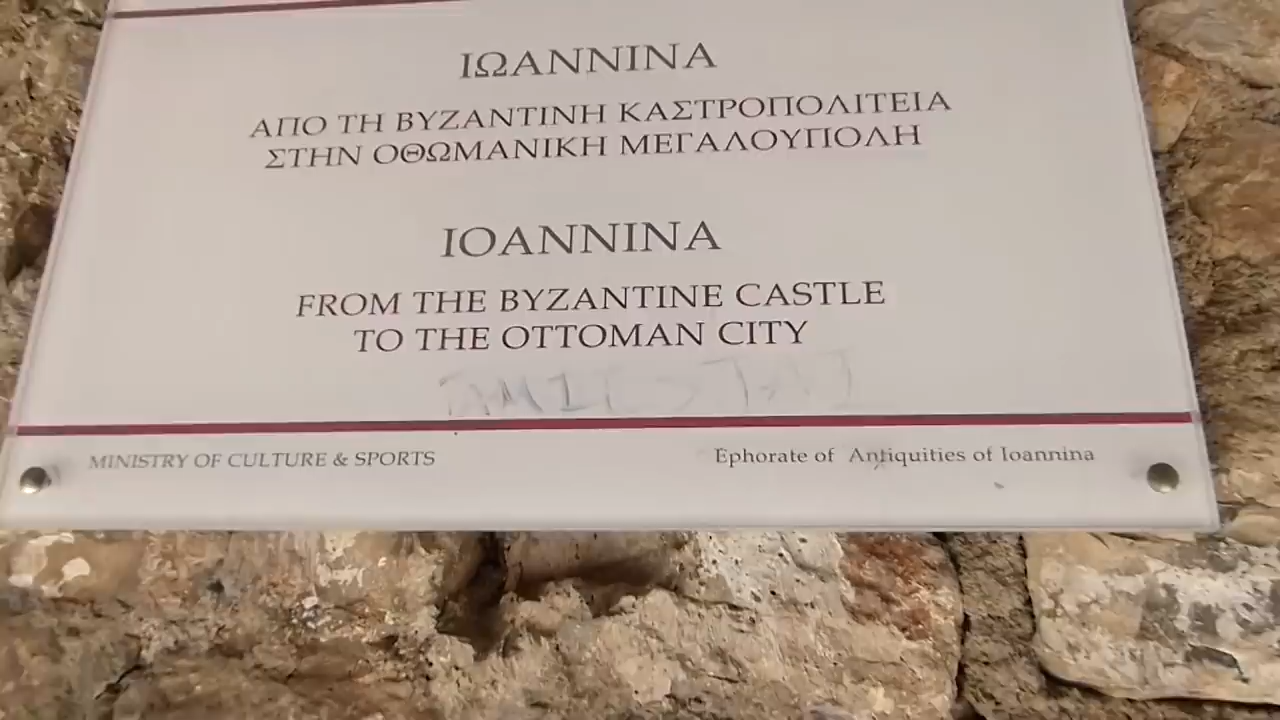 ΙΩΑΝΝΙΝΑ
ΑΠΟ ΤΗ ΒΥΖΑΝΤΙΝΗ ΚΑΣΤΡΟΠΟΛΙΤΕΙΑ
ΣΤΗΝ ΟΘΩΜΑΝΙΚΗ ΜΕΓΑΛΟΥΠΟΛΗ
IOANNINA
FROM THE BYZANTINE CASTLE
TO THE OTTOMAN CITY
MINISTRY OF CULTURE & SPORTS
Ephorate of Antiquities of Ioannina